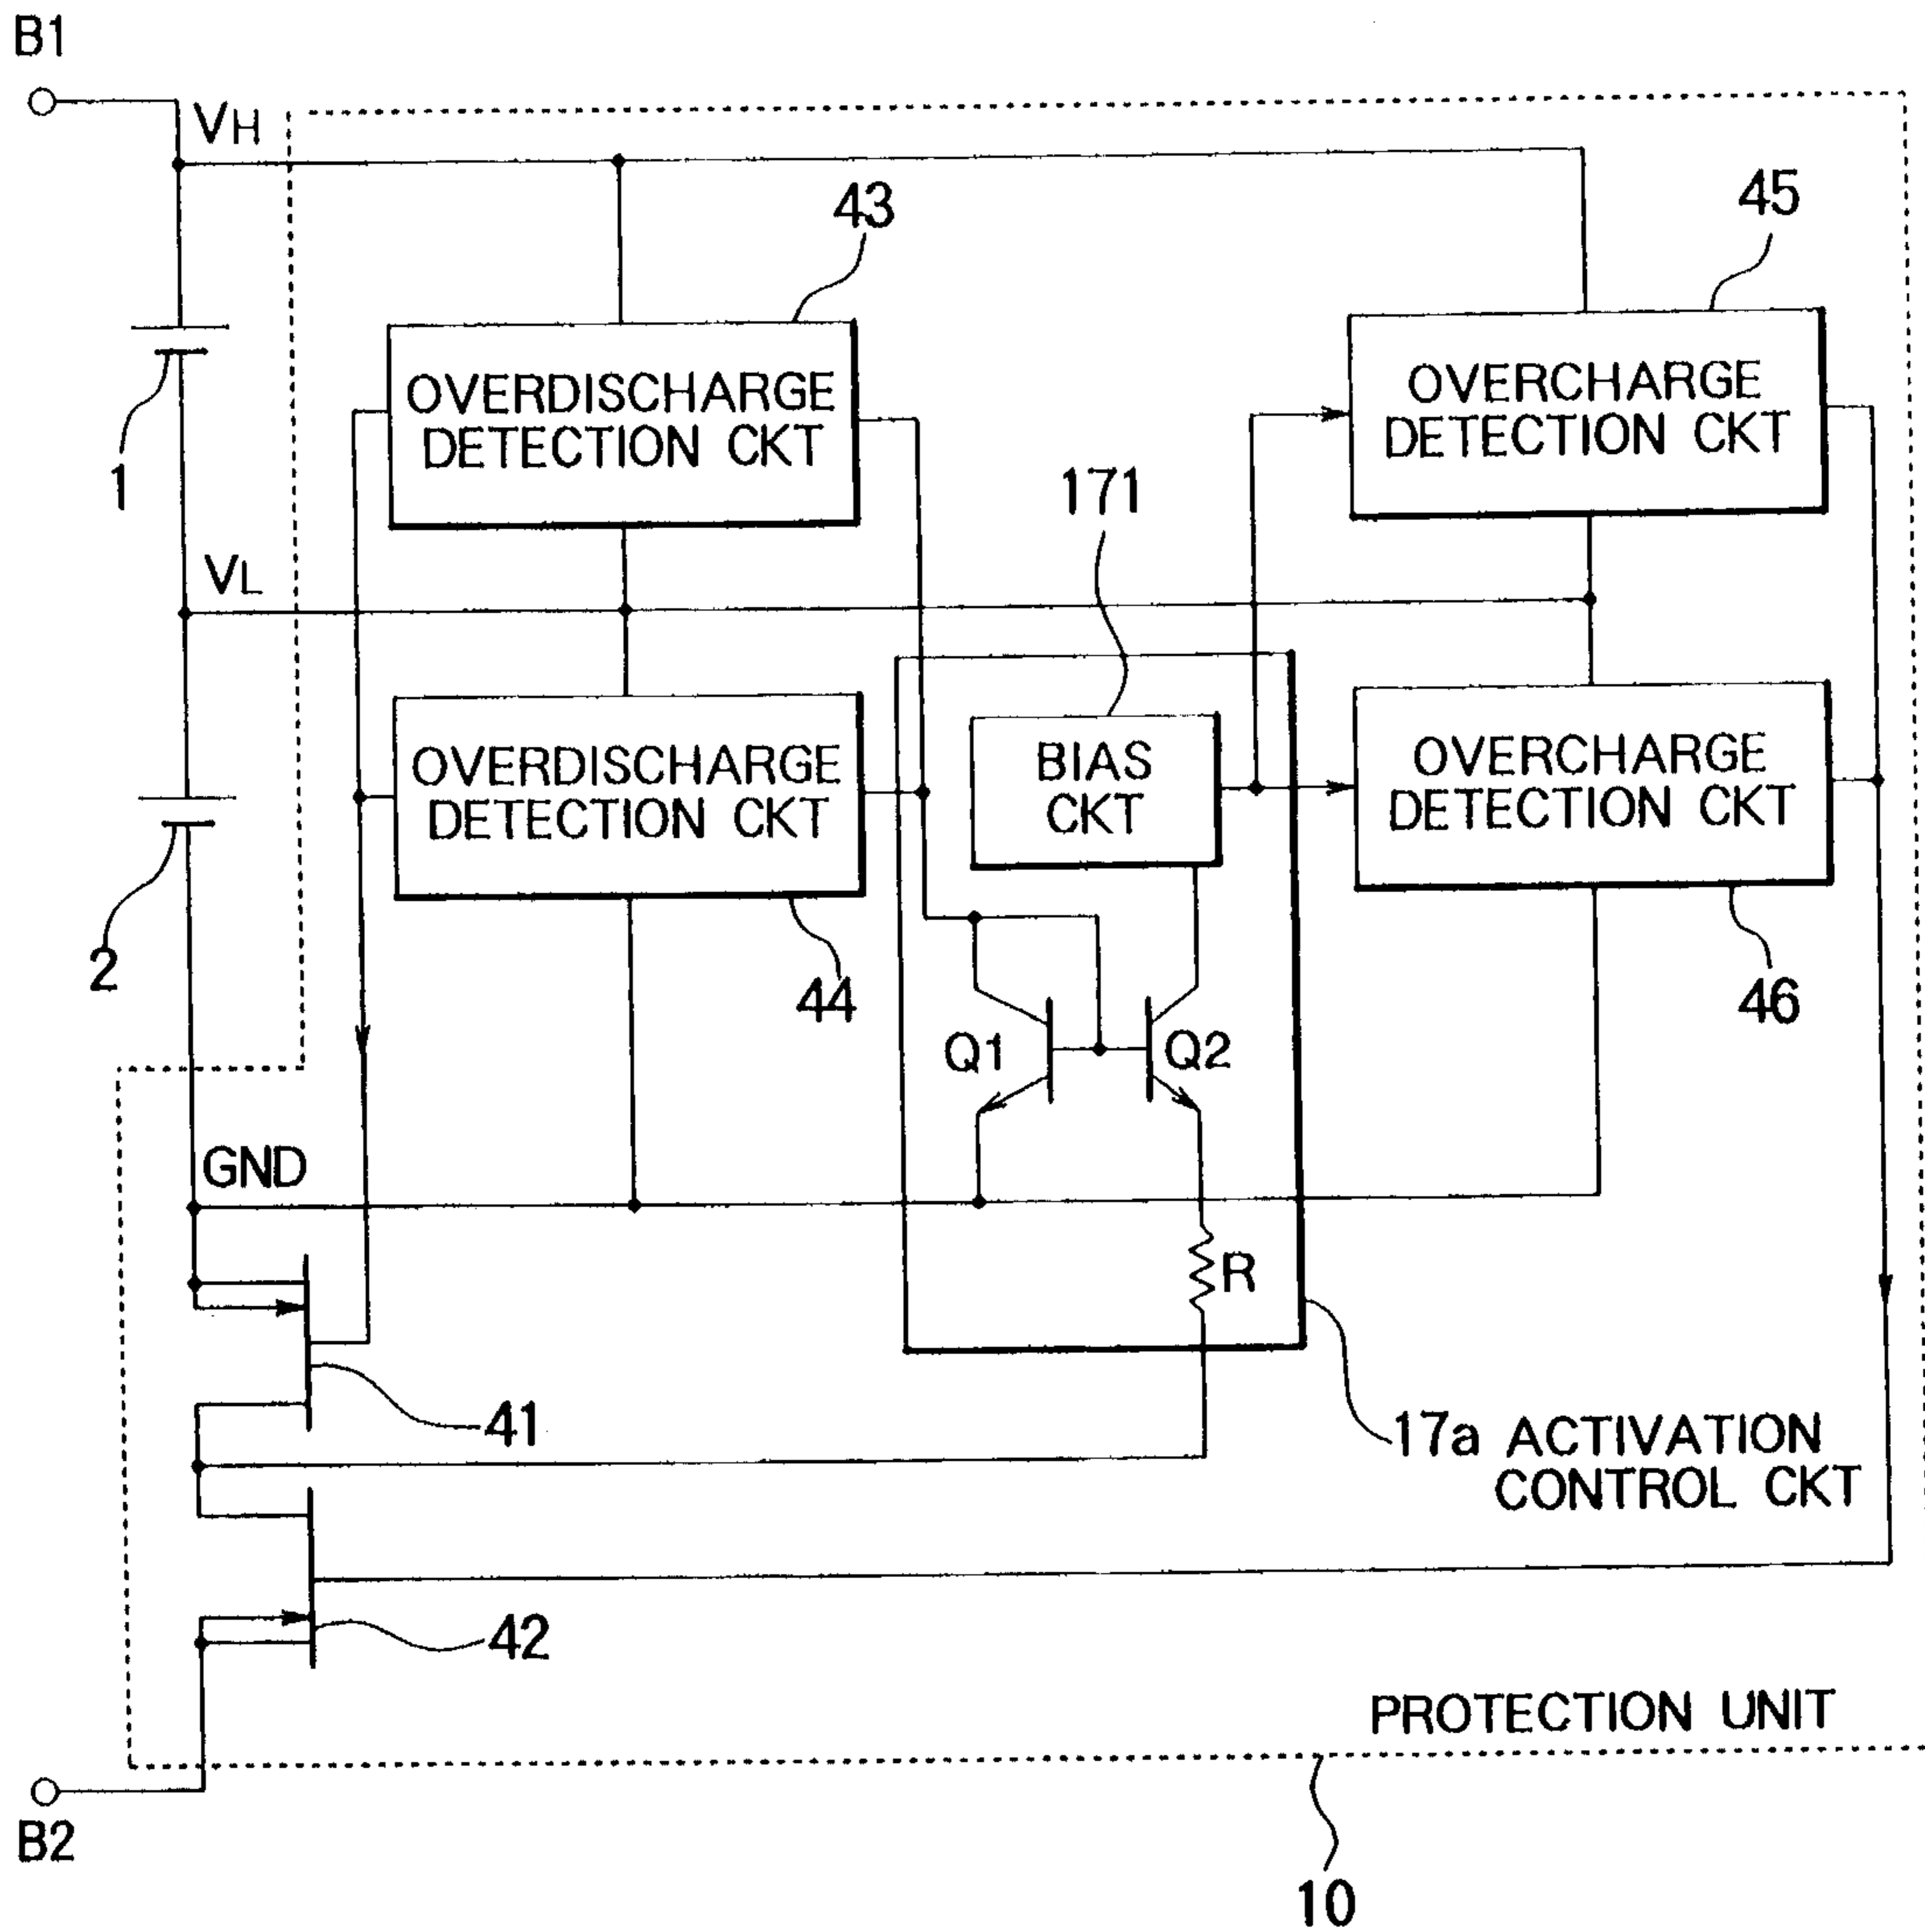 B1
VH
43
45
OVERDISCHARGE
DETECTION CKT
OVERCHARGE
DETECTION CKT
1
171
VL
OVERDISCHARGE
DETECTION CKT
BIAS
CKT
OVERCHARGE
DETECTION CKT
2
44
46
Q1
Q2
GND
R
41
17a ACTIVATION
CONTROL CKT
42
PROTECTION UNIT
B2
10